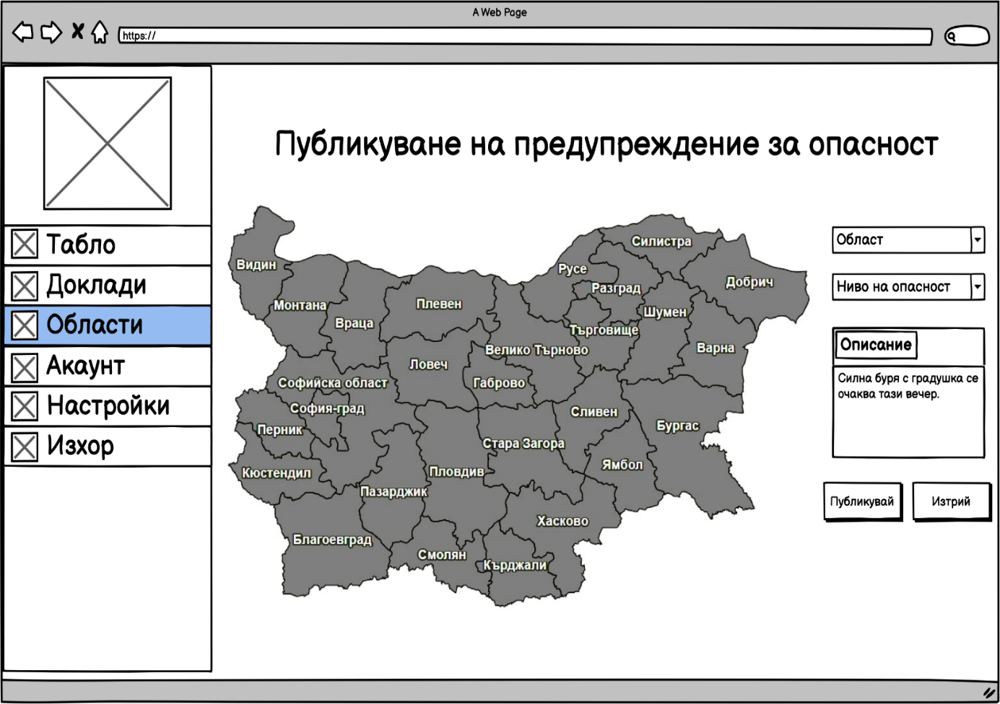 A Web Page
https://
Табло
Доклади
Области
Акаунт
Настройки
Изхор
Публикуване на предупреждение за опасност
Силистра
Видин
Русе
Добрич
Разград
Монтана
Плевен
Шумен
Враца
Търговище
Варна
Велико Търново
Ловеч
Софийска област
Габрово
София-град
Сливен
Бургас
Перник
Стара Загора
Ямбол
Кюстендил
Пловдив
Пазарджик
Хасково
Благоевград
Смолян
Кърджали
Област
Ниво на опасност
Описание
Силна буря с градушка се
очаква тази вечер.
Публикувай
Изтрий